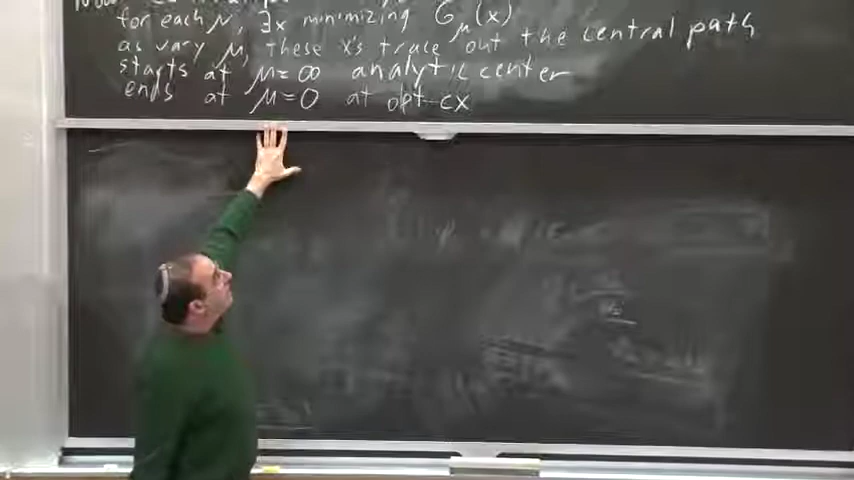 for each μ, ∃x minimizing G_μ(x)
as vary μ, these x's trace out the central path
starts at μ=∞ analytic center
ends at μ=0 at opt cx